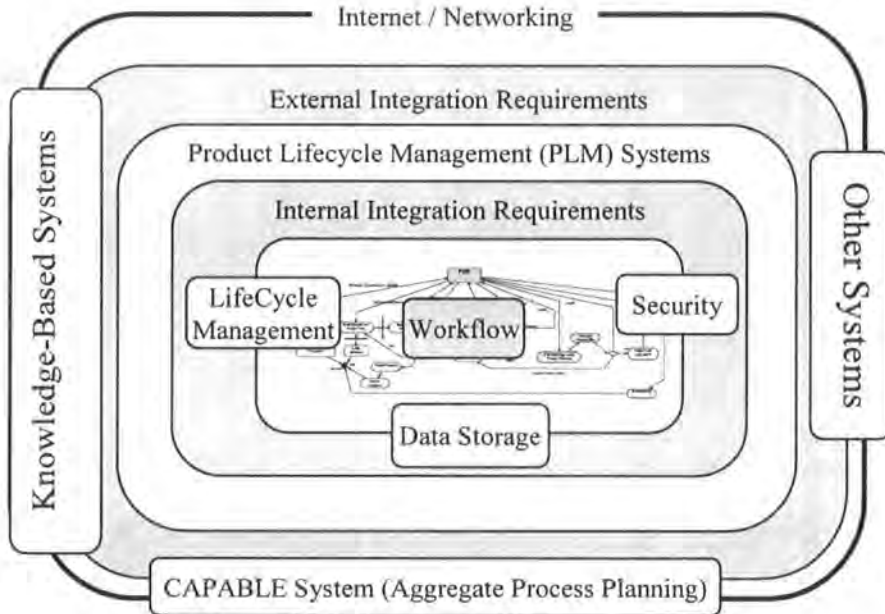 Internet / Networking
External Integration Requirements
Product Lifecycle Management (PLM) Systems
Internal Integration Requirements
Knowledge-Based Systems
Other Systems
LifeCycle
Management
Workflow
Security
Data Storage
CAPABLE System (Aggregate Process Planning)